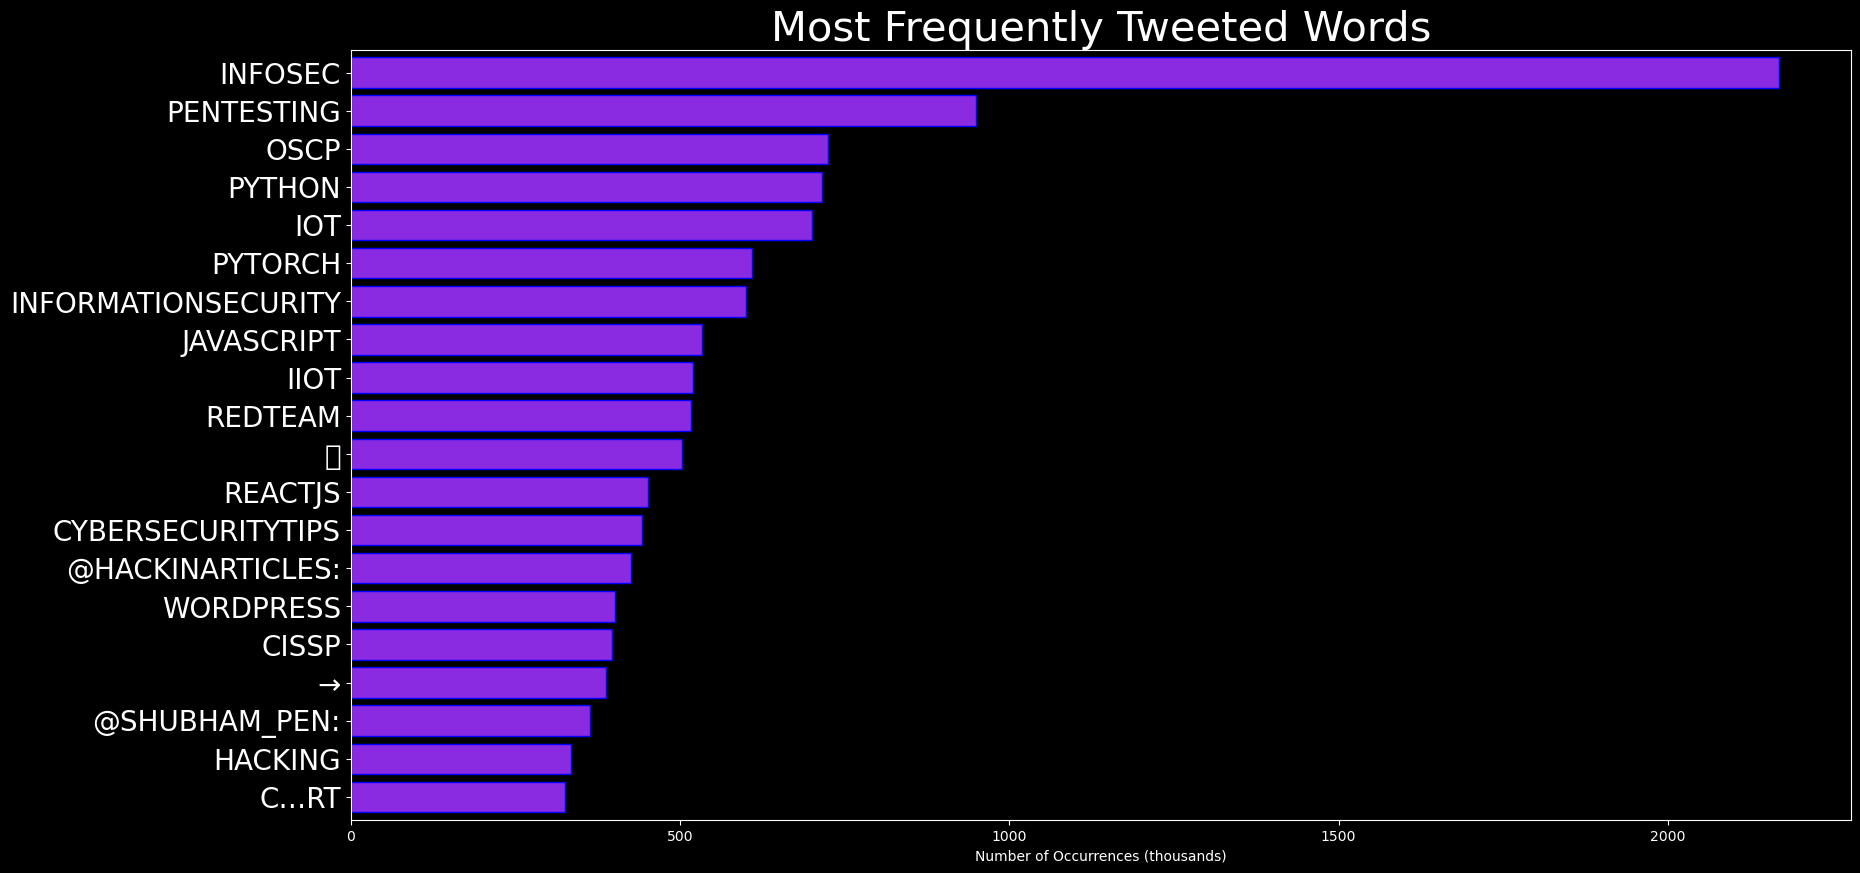 Most Frequently Tweeted Words
INFOSEC
PENTESTING
OSCP
PYTHON
IOT
PYTORCH
INFORMATIONSECURITY
JAVASCRIPT
IIOT
REDTEAM
REACTJS
CYBERSECURITYTIPS
@HACKINARTICLES:
WORDPRESS
CISSP
→
@SHUBHAM_PEN:
HACKING
C…RT
0 500 1000 1500 2000
Number of Occurrences (thousands)